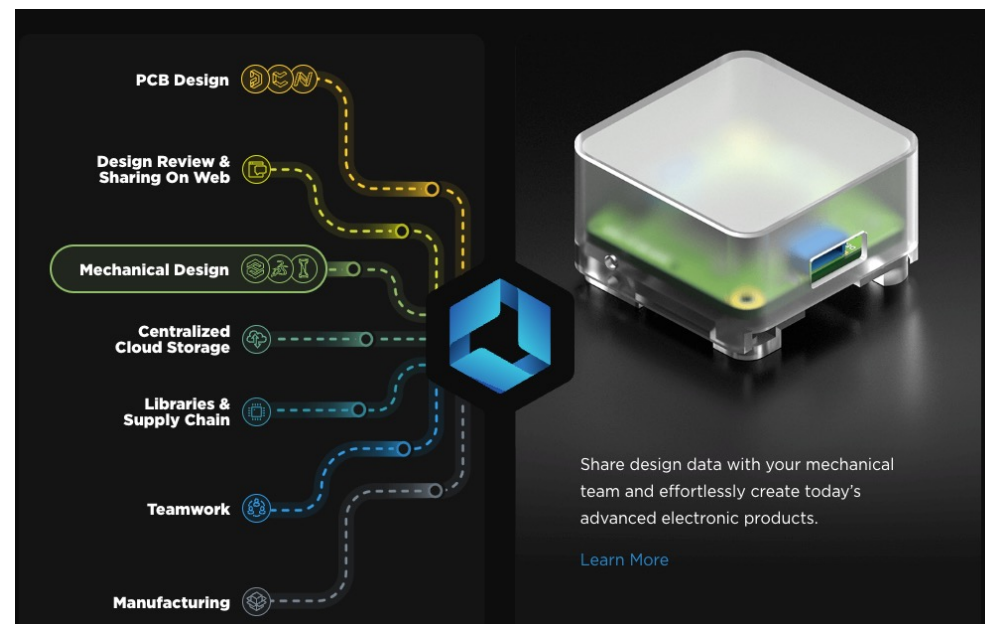 PCB Design
Design Review &
Sharing On Web
Mechanical Design
Centralized
Cloud Storage
Libraries &
Supply Chain
Teamwork
Manufacturing
Share design data with your mechanical
team and effortlessly create today’s
advanced electronic products.
Learn More